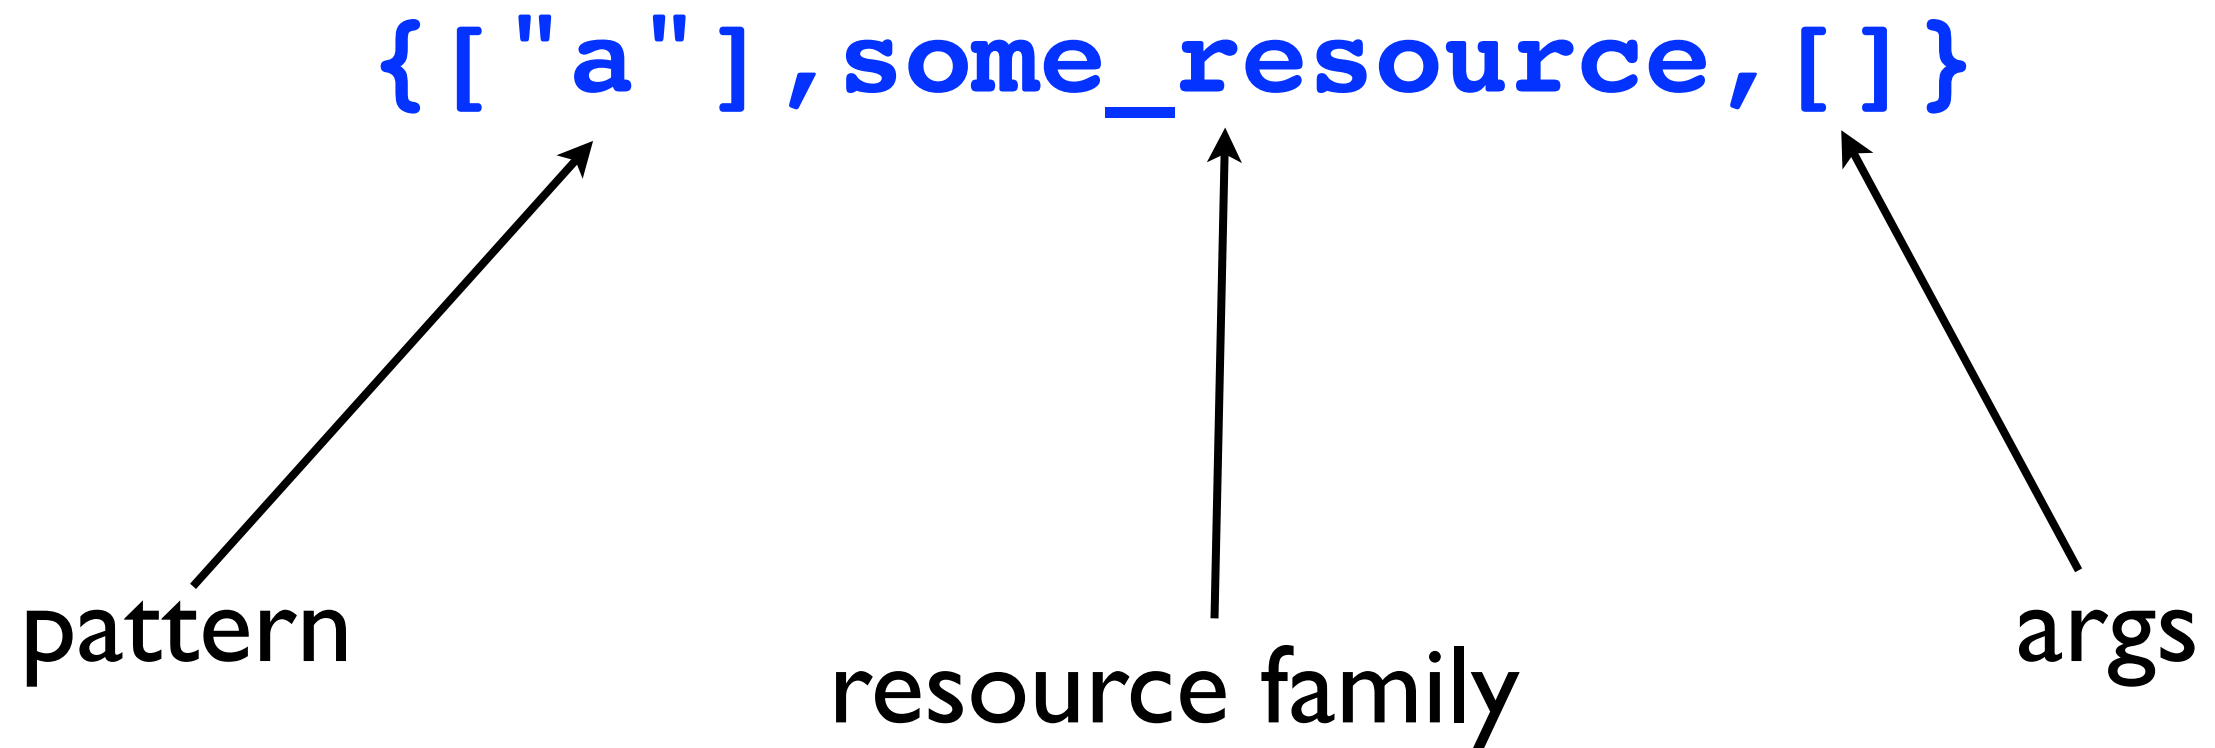 {["a"],some_resource,[]}
pattern
resource family
args